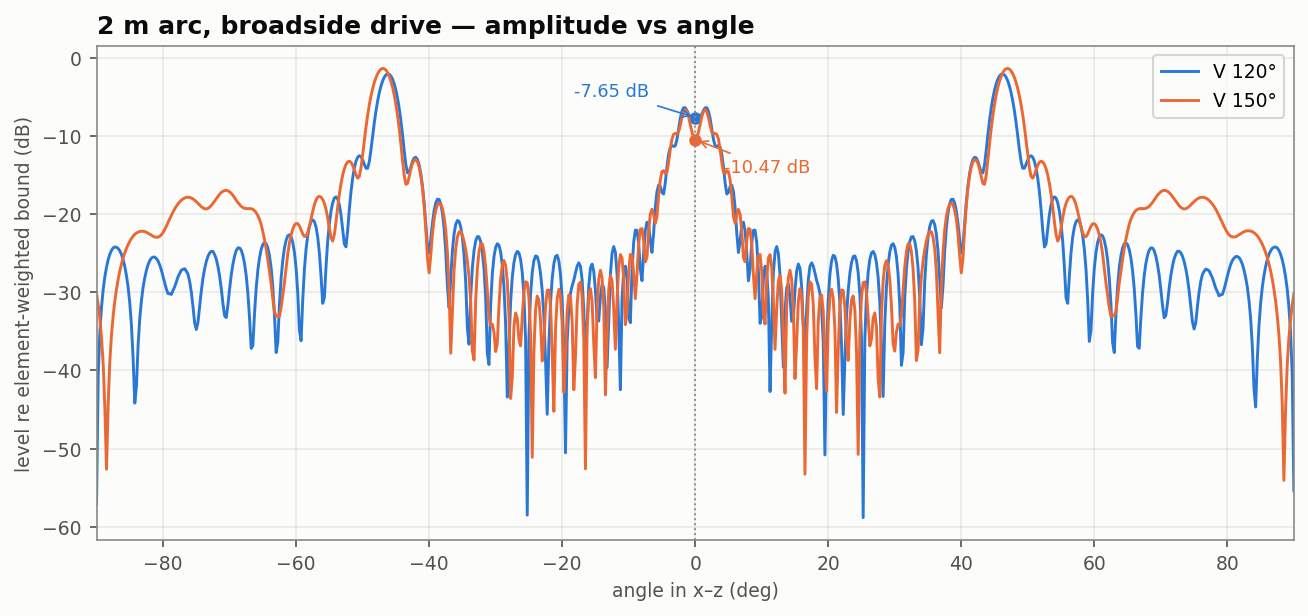 2 m arc, broadside drive — amplitude vs angle
level re element-weighted bound (dB)
0
−10
−20
−30
−40
−50
−60
-7.65 dB
-10.47 dB
V 120°
V 150°
−80
−60
−40
−20
0
20
40
60
80
angle in x–z (deg)